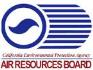 California Environmental Protection Agency
AIR RESOURCES BOARD